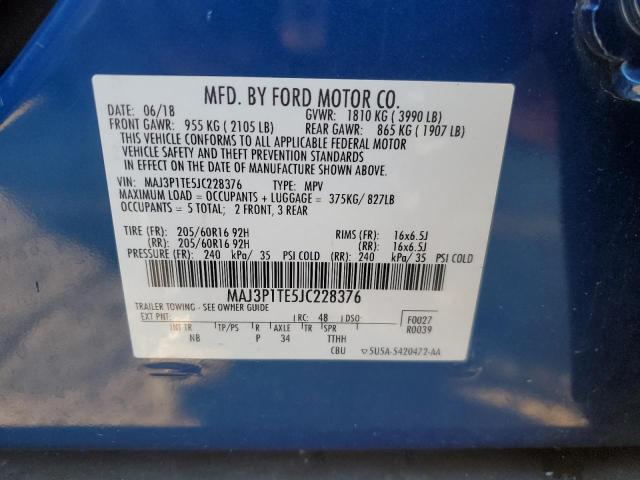 MFD. BY FORD MOTOR CO.
DATE: 06/18 GVWR: 1810 KG ( 3990 LB)
FRONT GAWR: 955 KG ( 2105 LB) REAR GAWR: 865 KG ( 1907 LB)
THIS VEHICLE CONFORMS TO ALL APPLICABLE FEDERAL MOTOR
VEHICLE SAFETY AND THEFT PREVENTION STANDARDS
IN EFFECT ON THE DATE OF MANUFACTURE SHOWN ABOVE.
VIN: MAJ3P1TE5JC228376 TYPE: MPV
MAXIMUM LOAD = OCCUPANTS + LUGGAGE = 375KG/ 827LB
OCCUPANTS = 5 TOTAL; 2 FRONT, 3 REAR
TIRE (FR): 205/60R16 92H RIMS (FR): 16x6.5J
(RR): 205/60R16 92H (RR): 16x6.5J
PRESSURE (FR): 240 kPa/ 35 PSI COLD (RR): 240 kPa/ 35 PSI COLD
MAJ3P1TE5JC228376
TRAILER TOWING - SEE OWNER GUIDE
EXT PNT: RC: 48 DSO: F0027
INT TR TP/PS R AXLE TR SPR R0039
NB P 34 TTHH
CBU 5U5A-5420472-AA